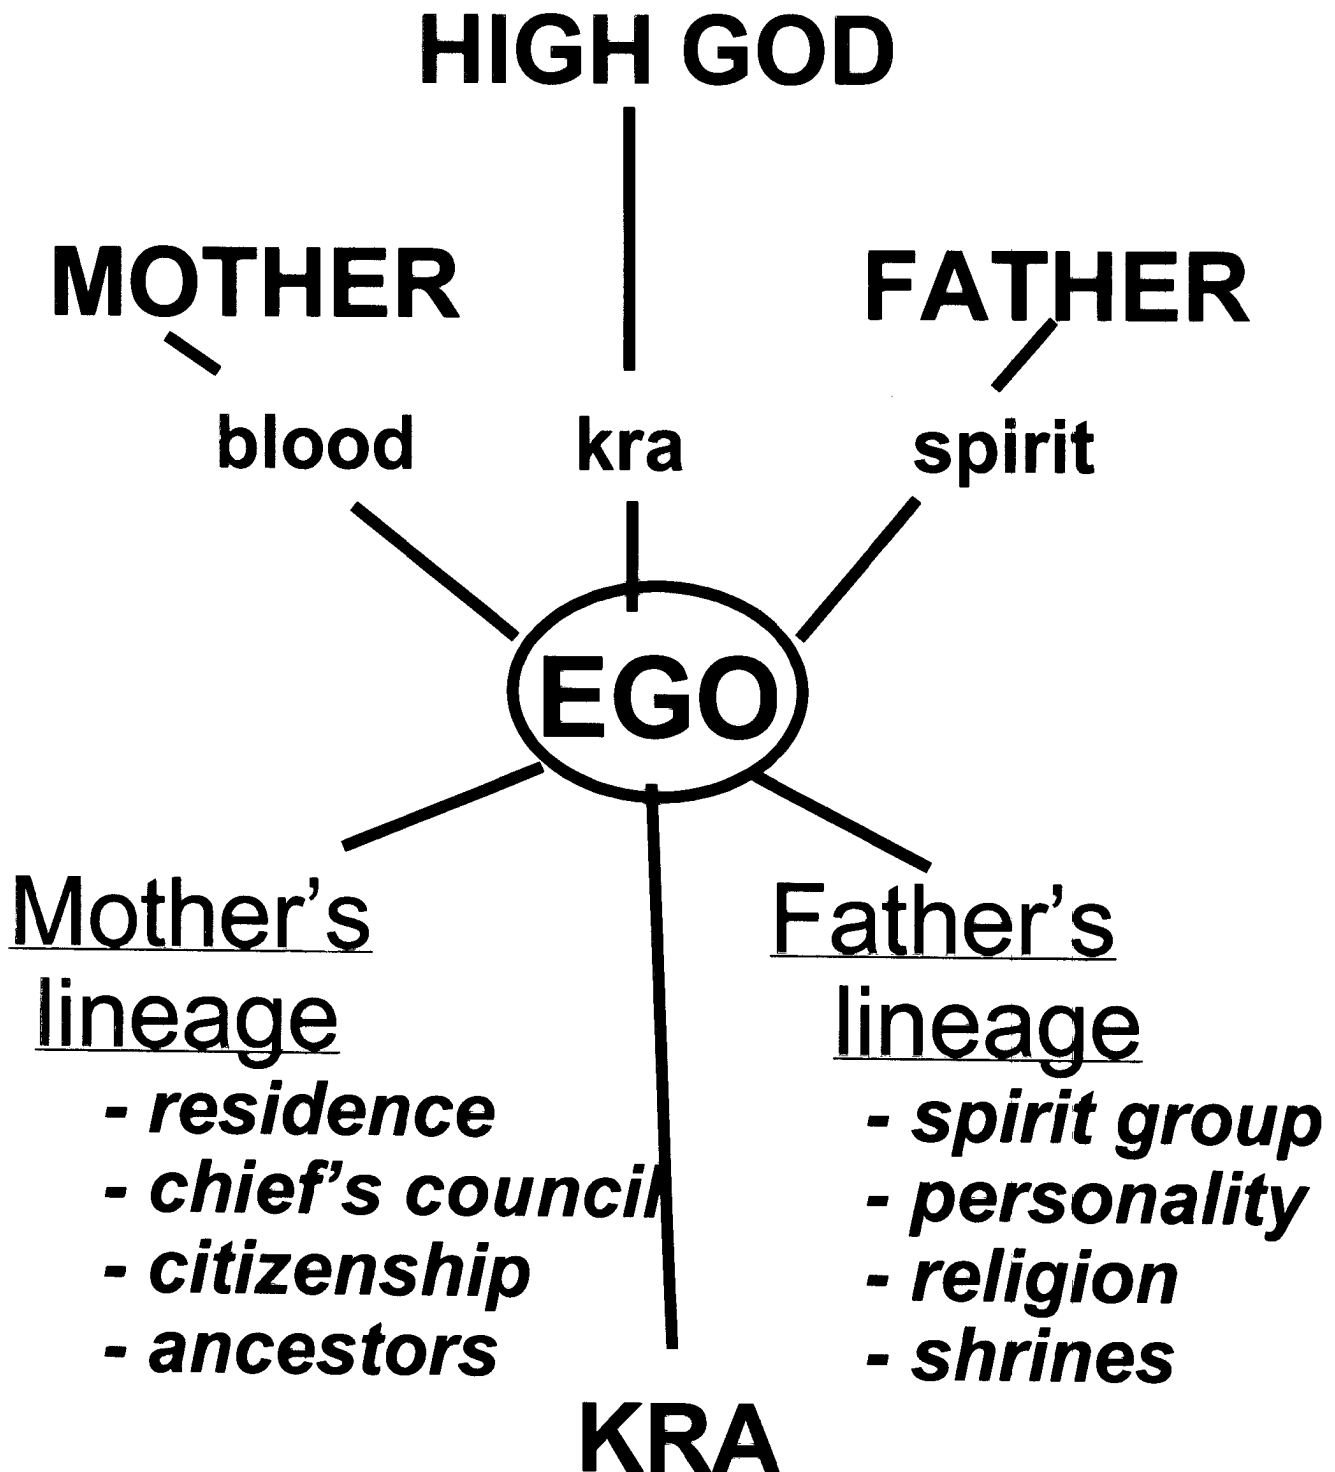 HIGH GOD
MOTHER
FATHER
blood
kra
spirit
EGO
Mother's
lineage
- residence
- chief's council
- citizenship
- ancestors
Father's
lineage
- spirit group
- personality
- religion
- shrines
KRA